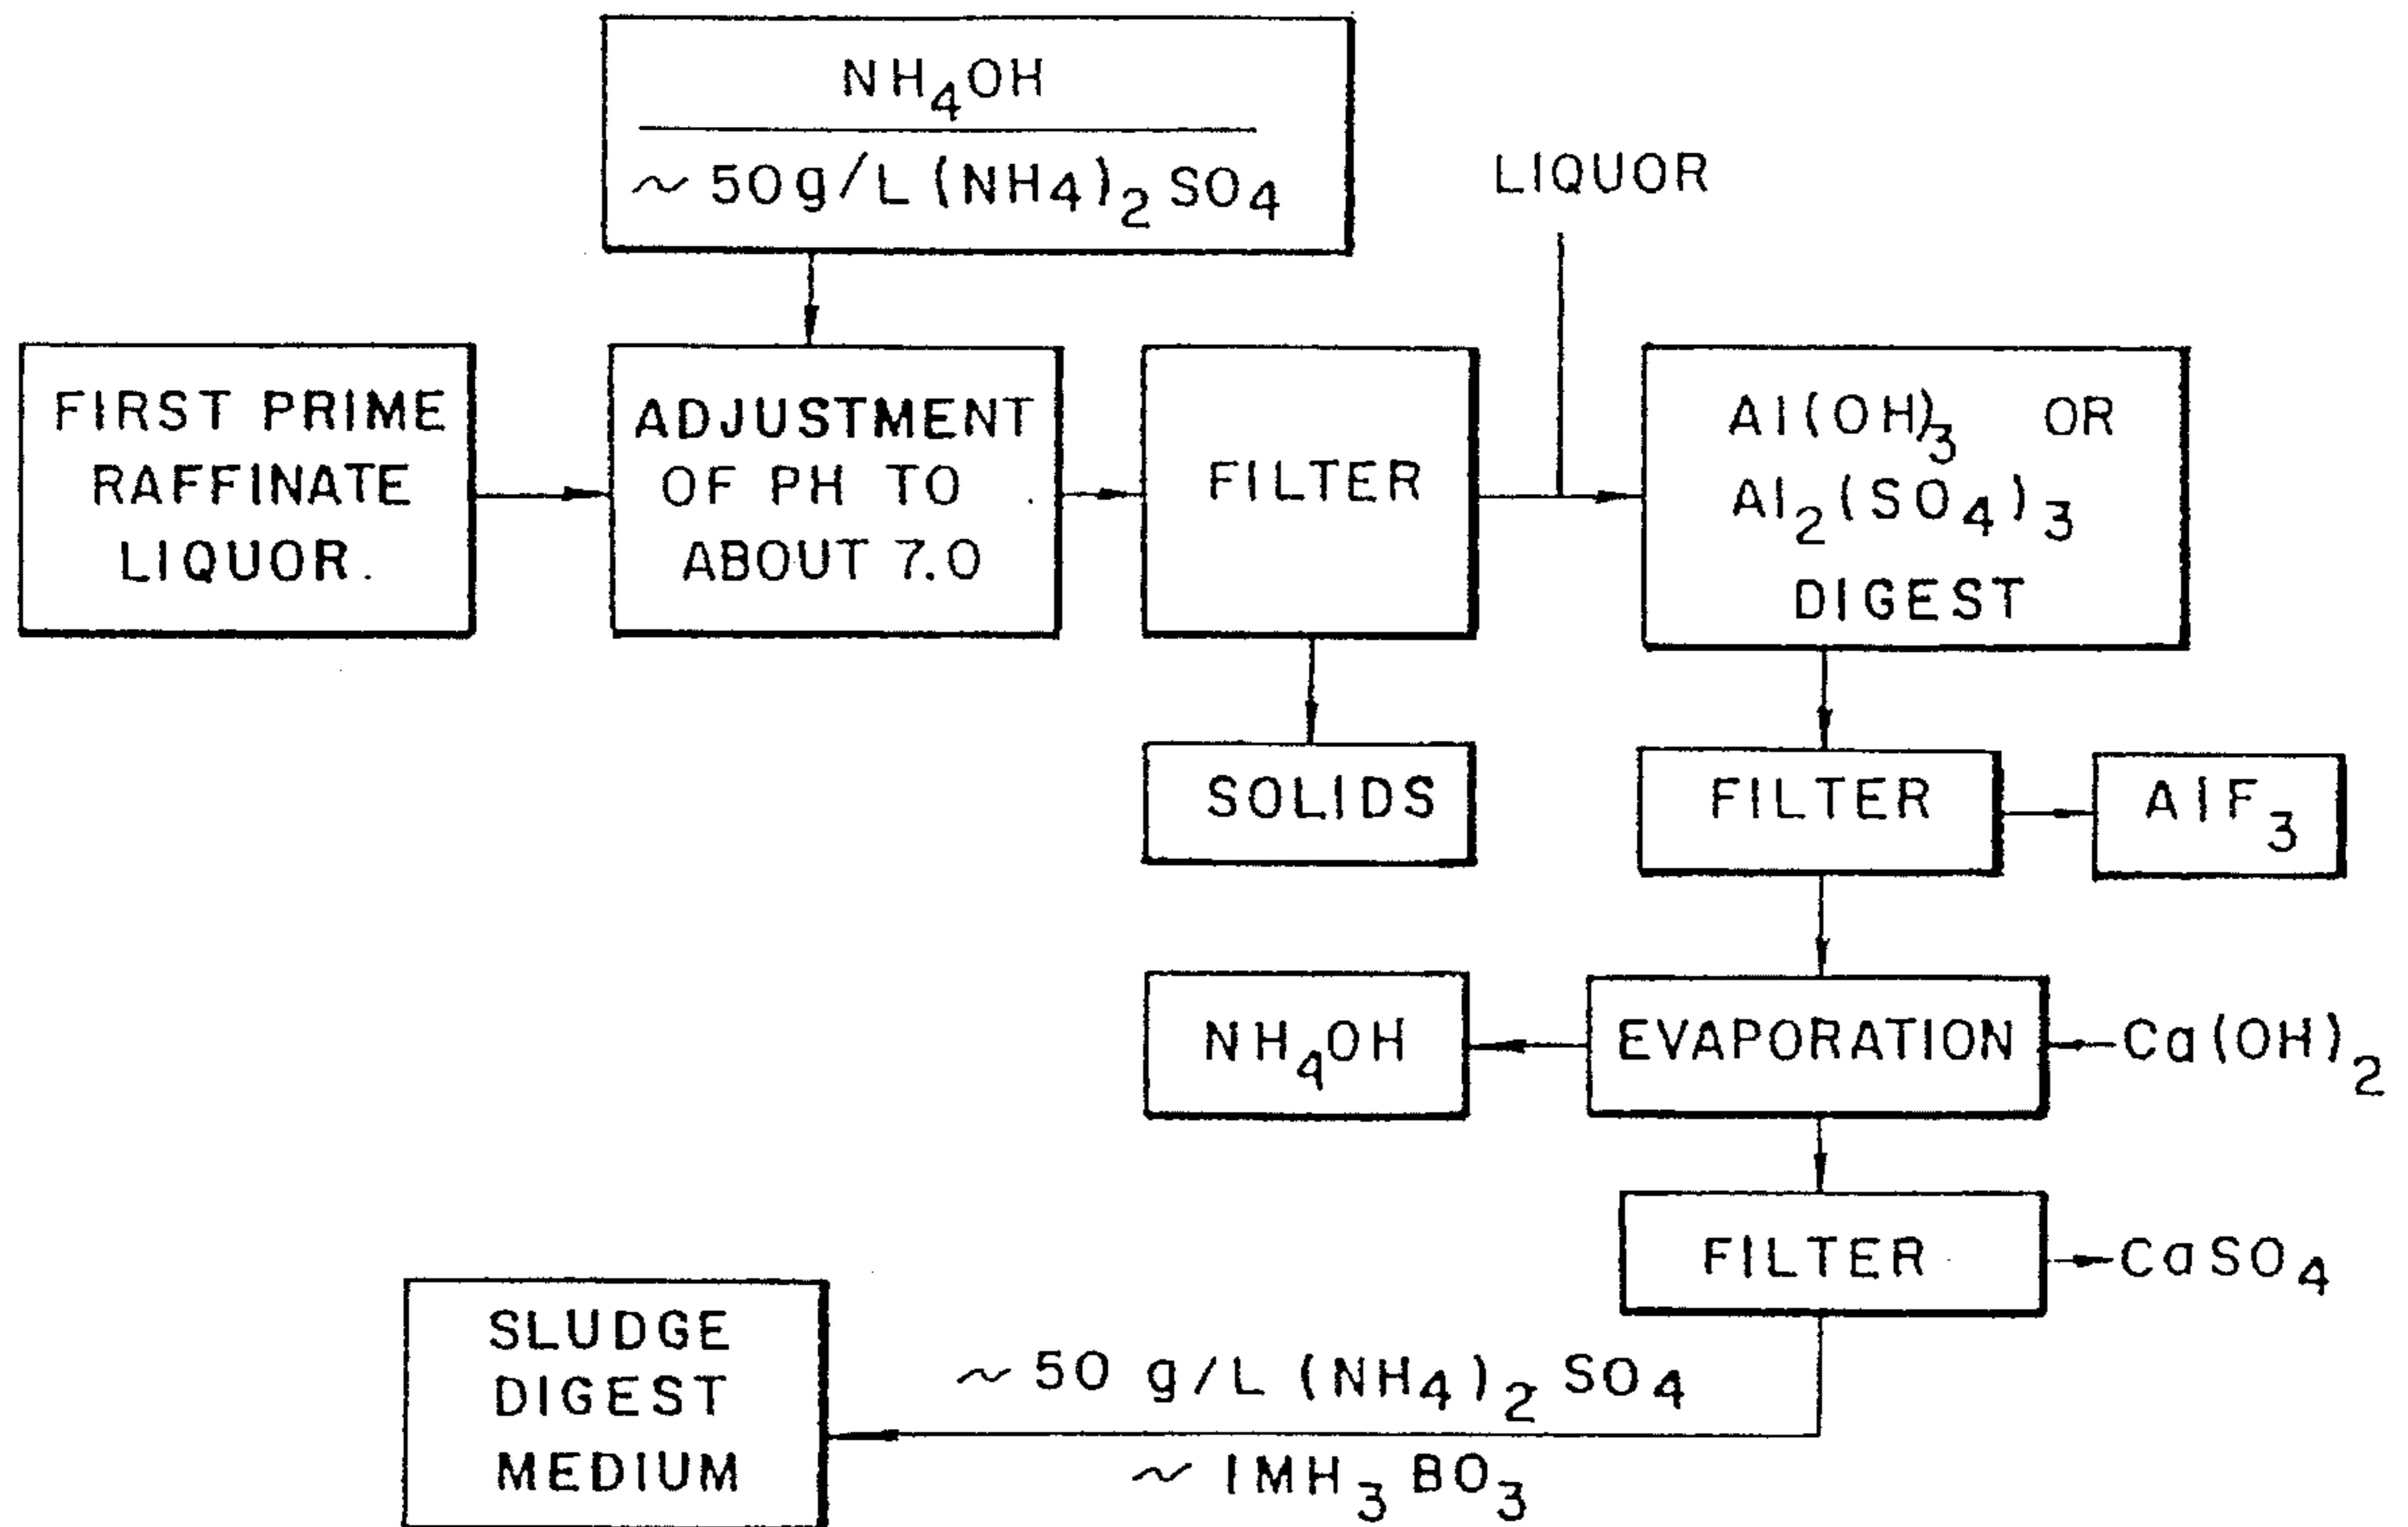 NH₄OH
~ 50g/L (NH4)₂ SO₄
LIQUOR
FIRST PRIME
RAFFINATE
LIQUOR.
ADJUSTMENT
OF PH TO
ABOUT 7.0
FILTER
Al(OH)₃ OR
Al₂(SO₄)₃
DIGEST
SOLIDS
FILTER
AlF₃
NH₄OH
EVAPORATION
Ca(OH)₂
FILTER
CaSO₄
SLUDGE
DIGEST
MEDIUM
~ 50 g/L (NH₄)₂ SO₄
~ 1MH₃ BO₃